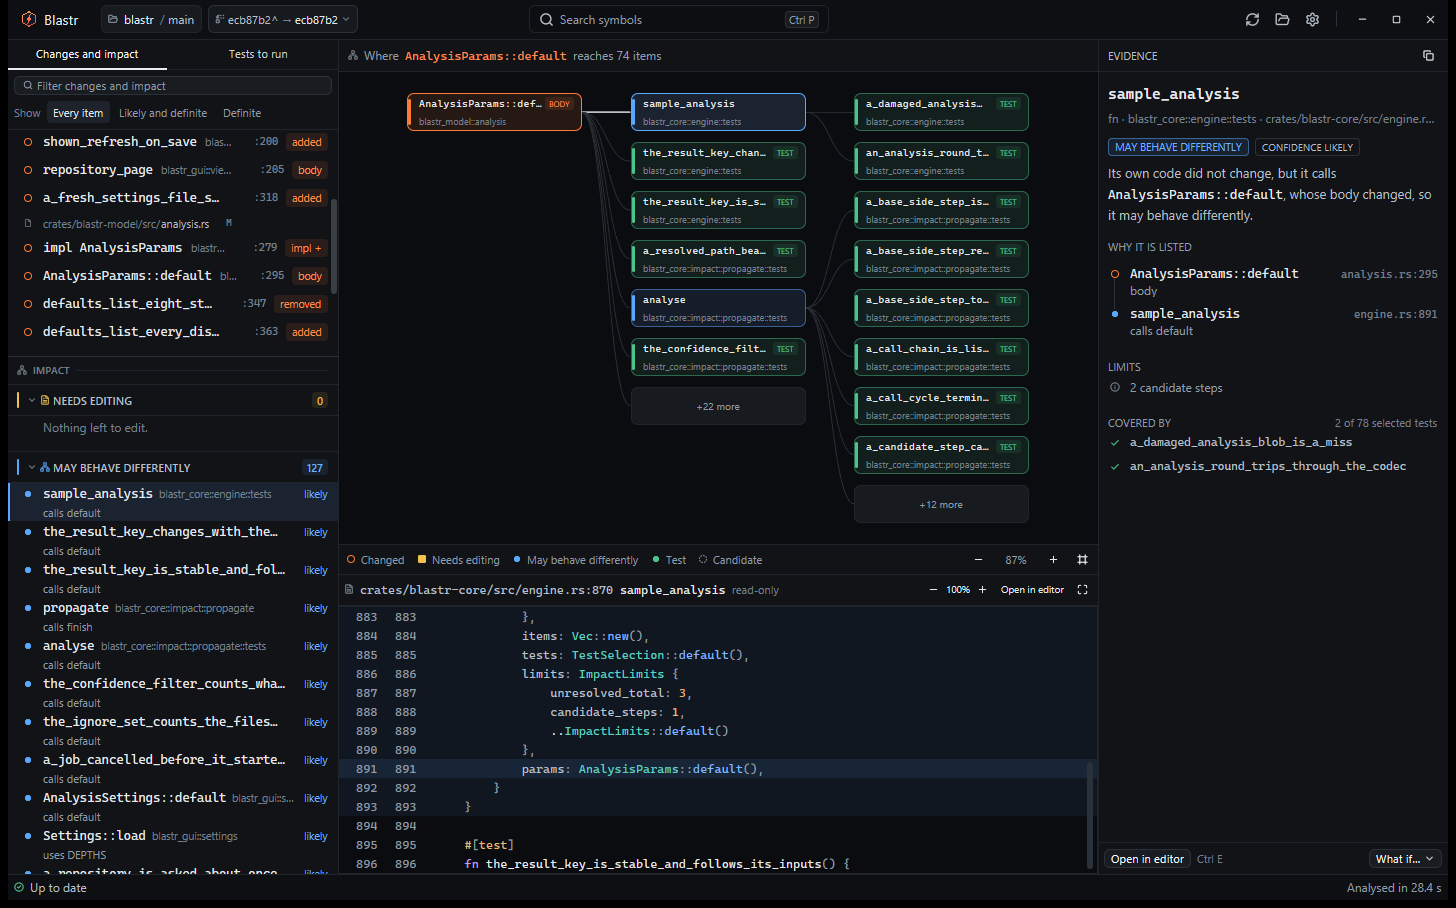 Blastr
blastr / main
ecb87b2^ → ecb87b2
Search symbols
Ctrl P
Changes and impact
Tests to run
Filter changes and impact
Show
Every item
Likely and definite
Definite
shown_refresh_on_save blas... :200 added
repository_page blastr_gui::vie... :205 body
a_fresh_settings_file_s... :318 added
crates/blastr-model/src/analysis.rs M
impl AnalysisParams blastr... :279 impl +
AnalysisParams::default bl... :295 body
defaults_list_eight_st... :347 removed
defaults_list_every_dis... :363 added
IMPACT
NEEDS EDITING 0
Nothing left to edit.
MAY BEHAVE DIFFERENTLY 127
sample_analysis blastr_core::engine::tests likely
calls default
the_result_key_changes_with_the... likely
calls default
the_result_key_is_stable_and_fol... likely
calls default
propagate blastr_core::impact::propagate likely
calls finish
analyse blastr_core::impact::propagate::tests likely
calls default
the_confidence_filter_counts_wha... likely
calls default
the_ignore_set_counts_the_files... likely
calls default
a_job_cancelled_before_it_starte... likely
calls default
AnalysisSettings::default blastr_gui::s... likely
calls default
Settings::load blastr_gui::settings likely
uses DEPTHS
a_repository_is_asked_about_once likely
Up to date
Where AnalysisParams::default reaches 74 items
AnalysisParams::def... BODY
blastr_model::analysis
sample_analysis
blastr_core::engine::tests
the_result_key_chan... TEST
blastr_core::engine::tests
the_result_key_is_s... TEST
blastr_core::engine::tests
a_resolved_path_bea... TEST
blastr_core::impact::propagate::tests
analyse
blastr_core::impact::propagate::tests
the_confidence_filt... TEST
blastr_core::impact::propagate::tests
+22 more
a_damaged_analysis... TEST
blastr_core::engine::tests
an_analysis_round_t... TEST
blastr_core::engine::tests
a_base_side_step_is... TEST
blastr_core::impact::propagate::tests
a_base_side_step_re... TEST
blastr_core::impact::propagate::tests
a_base_side_step_to... TEST
blastr_core::impact::propagate::tests
a_call_chain_is_lis... TEST
blastr_core::impact::propagate::tests
a_call_cycle_termin... TEST
blastr_core::impact::propagate::tests
a_candidate_step_ca... TEST
blastr_core::impact::propagate::tests
+12 more
Changed
Needs editing
May behave differently
Test
Candidate
− 87% +
crates/blastr-core/src/engine.rs:870 sample_analysis read-only
− 100% + Open in editor
883 883 },
884 884 items: Vec::new(),
885 885 tests: TestSelection::default(),
886 886 limits: ImpactLimits {
887 887 unresolved_total: 3,
888 888 candidate_steps: 1,
889 889 ..ImpactLimits::default()
890 890 },
891 891 params: AnalysisParams::default(),
892 892 }
893 893 }
894 894
895 895 #[test]
896 896 fn the_result_key_is_stable_and_follows_its_inputs() {
EVIDENCE
sample_analysis
fn · blastr_core::engine::tests · crates/blastr-core/src/engine.r...
MAY BEHAVE DIFFERENTLY
CONFIDENCE LIKELY
Its own code did not change, but it calls
AnalysisParams::default, whose body changed, so
it may behave differently.
WHY IT IS LISTED
AnalysisParams::default analysis.rs:295
body
sample_analysis engine.rs:891
calls default
LIMITS
2 candidate steps
COVERED BY 2 of 78 selected tests
a_damaged_analysis_blob_is_a_miss
an_analysis_round_trips_through_the_codec
Open in editor Ctrl E
What if...
Analysed in 28.4 s